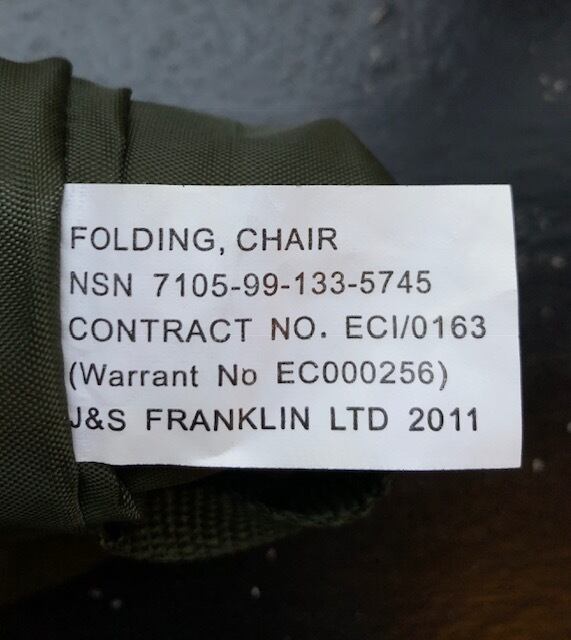 FOLDING, CHAIR
NSN 7105-99-133-5745
CONTRACT NO. ECI/0163
(Warrant No EC000256)
J&S FRANKLIN LTD 2011